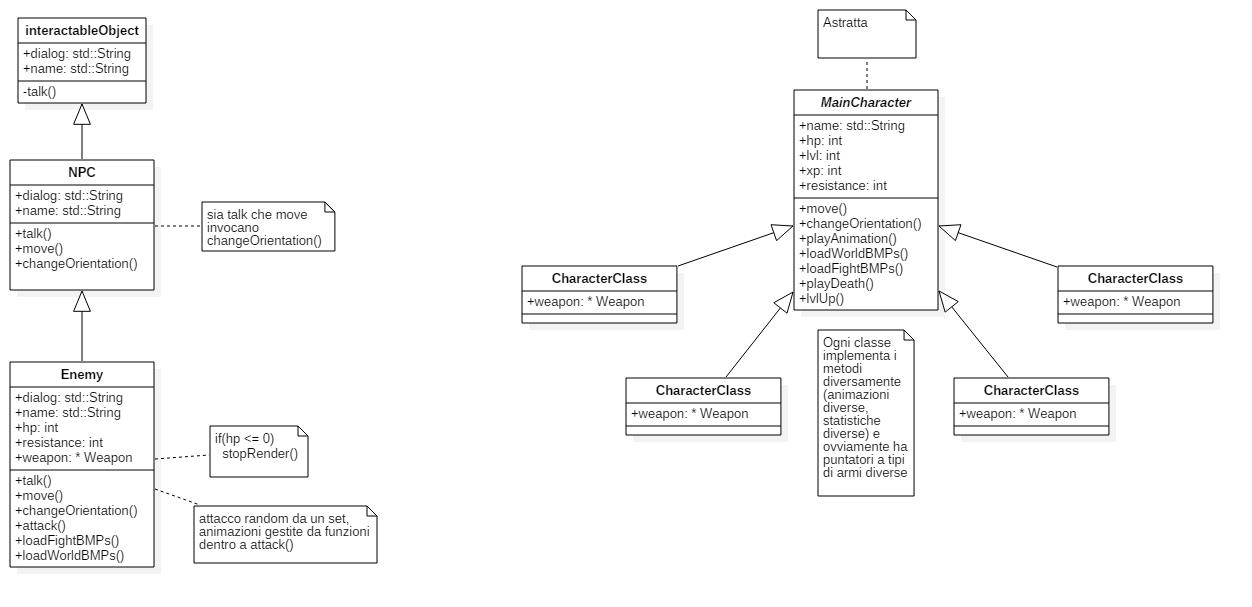 interactableObject
+dialog: std::String
+name: std::String
-talk()
NPC
+dialog: std::String
+name: std::String
+talk()
+move()
+changeOrientation()
sia talk che move
invocano
changeOrientation()
Enemy
+dialog: std::String
+name: std::String
+hp: int
+resistance: int
+weapon: * Weapon
+talk()
+move()
+changeOrientation()
+attack()
+loadFightBMPs()
+loadWorldBMPs()
if(hp <= 0)
stopRender()
attacco random da un set,
animazioni gestite da funzioni
dentro a attack()
Astratta
MainCharacter
+name: std::String
+hp: int
+lvl: int
+xp: int
+resistance: int
+move()
+changeOrientation()
+playAnimation()
+loadWorldBMPs()
+loadFightBMPs()
+playDeath()
+lvlUp()
CharacterClass
+weapon: * Weapon
CharacterClass
+weapon: * Weapon
CharacterClass
+weapon: * Weapon
CharacterClass
+weapon: * Weapon
Ogni classe
implementa i
metodi
diversamente
(animazioni
diverse,
statistiche
diverse) e
ovviamente ha
puntatori a tipi
di armi diverse